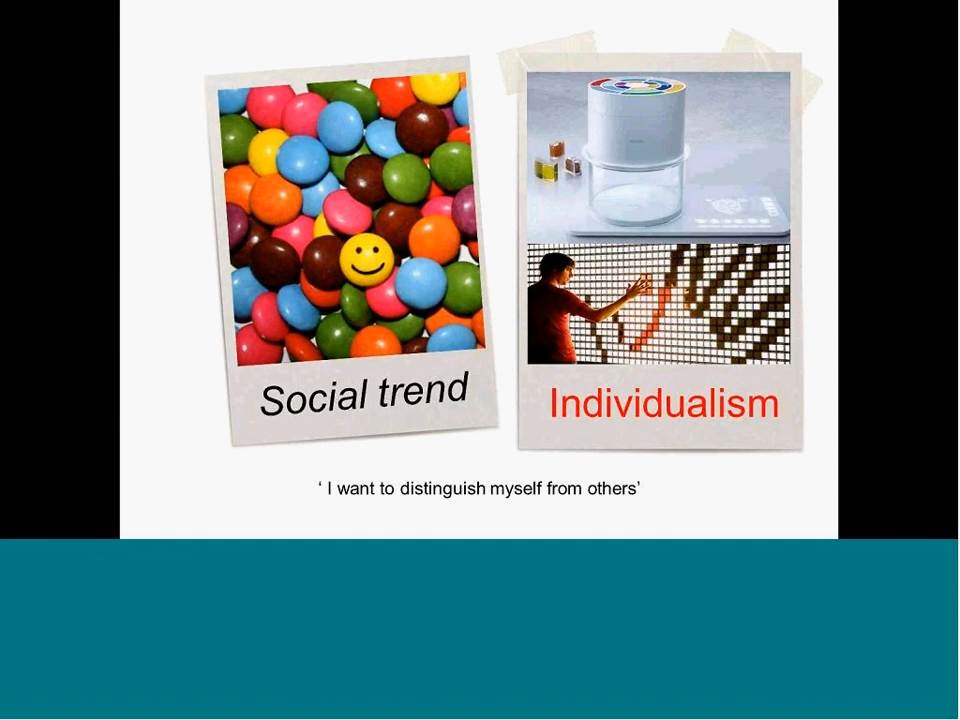 Social trend
Individualism
‘ I want to distinguish myself from others’